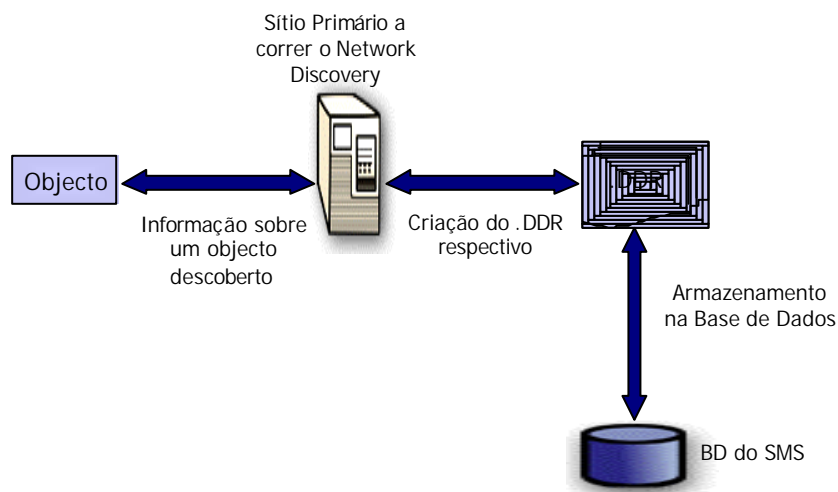 Sítio Primário a
correr o Network
Discovery
Objecto
.DDR
Informação sobre
um objecto
descoberto
Criação do .DDR
respectivo
Armazenamento
na Base de Dados
BD do SMS